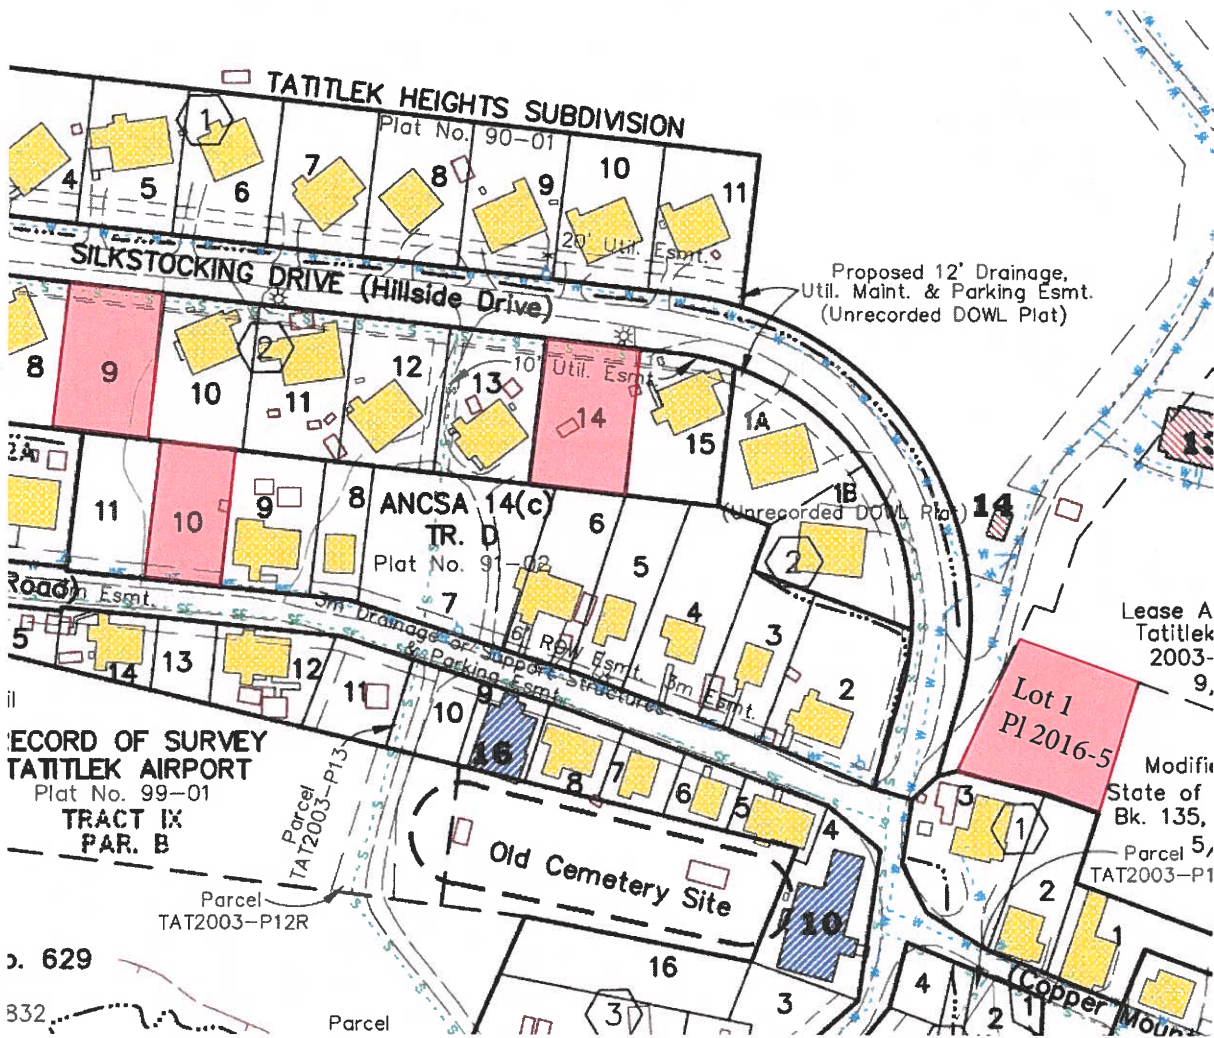 TATITLEK HEIGHTS SUBDIVISION
Plat No. 90-01
1
4
5
6
7
8
9
10
11
20' Util. Esmt.
SILKSTOCKING DRIVE (Hillside Drive)
Proposed 12' Drainage,
Util. Maint. & Parking Esmt.
(Unrecorded DOWL Plat)
8
9
10
2
11
12
13
10' Util. Esmt.
14
15
1A
1B
(Unrecorded DOWL Plat)
2
13
14
2A
11
10
9
8
ANCSA 14(c)
TR. D
Plat No. 91-02
7
6
5
4
3
2
Road)
3m Esmt.
3m Drainage or Support Structures
& Parking Esmt.
6' ROW Esmt.
3m Esmt.
5
14
13
12
11
10
9
16
8
7
6
5
4
10
Lease A
Tatitlek
2003-
9,
Lot 1
Pl 2016-5
Modifie
State of
Bk. 135,
5/
Parcel
TAT2003-P1
3
1
2
1
il
ECORD OF SURVEY
TATITLEK AIRPORT
Plat No. 99-01
TRACT IX
PAR. B
Parcel
TAT2003-P13
Parcel
TAT2003-P12R
Old Cemetery Site
o. 629
832
Parcel
16
3
3
4
2
1
(Copper Mount